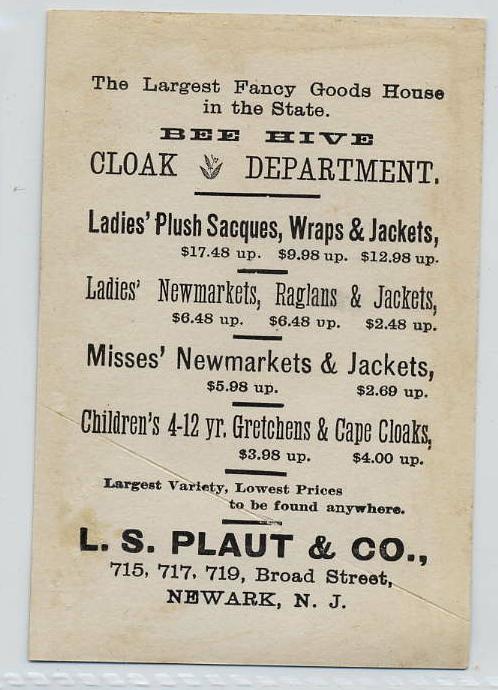 The Largest Fancy Goods House
in the State.
BEE HIVE
CLOAK DEPARTMENT.
Ladies' Plush Sacques, Wraps & Jackets,
$17.48 up. $9.98 up. $12.98 up.
Ladies' Newmarkets, Raglans & Jackets,
$6.48 up. $6.48 up. $2.48 up.
Misses' Newmarkets & Jackets,
$5.98 up. $2.69 up.
Children's 4-12 yr. Gretchens & Cape Cloaks,
$3.98 up. $4.00 up.
Largest Variety, Lowest Prices
to be found anywhere.
L. S. PLAUT & CO.,
715, 717, 719, Broad Street,
NEWARK, N. J.